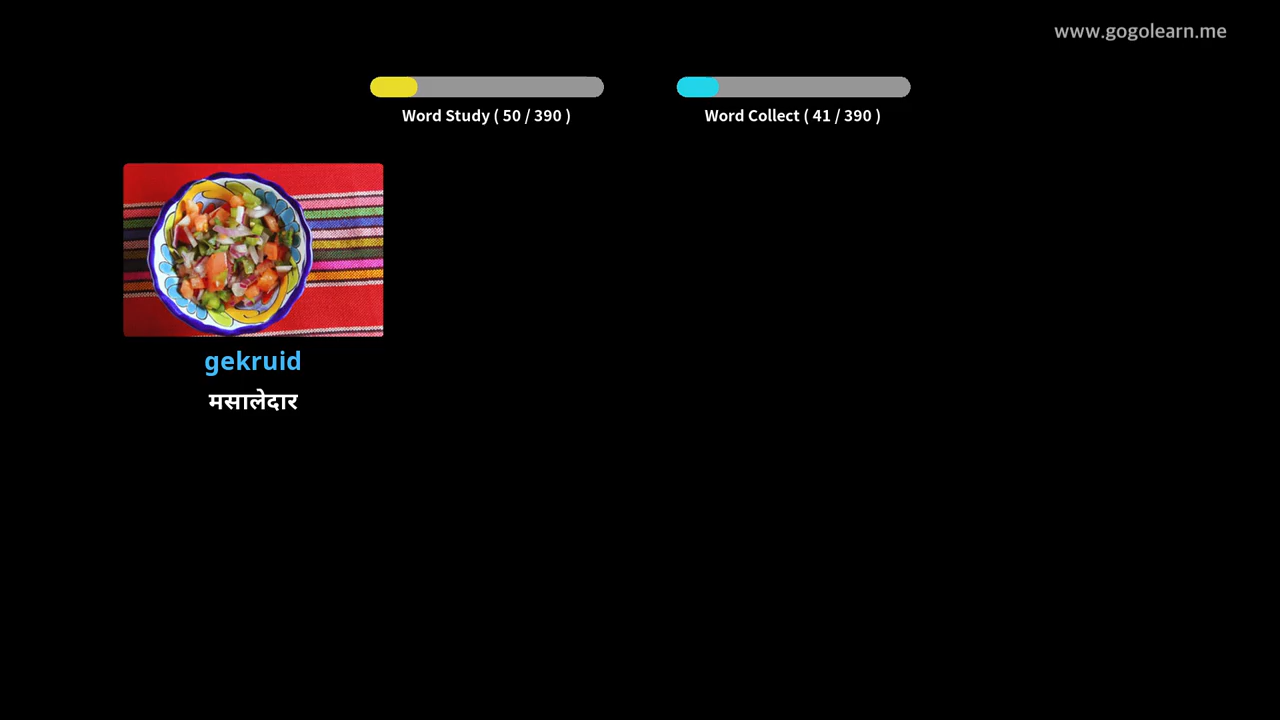 www.gogolearn.me
Word Study ( 50 / 390 )
Word Collect ( 41 / 390 )
gekruid
मसालेदार